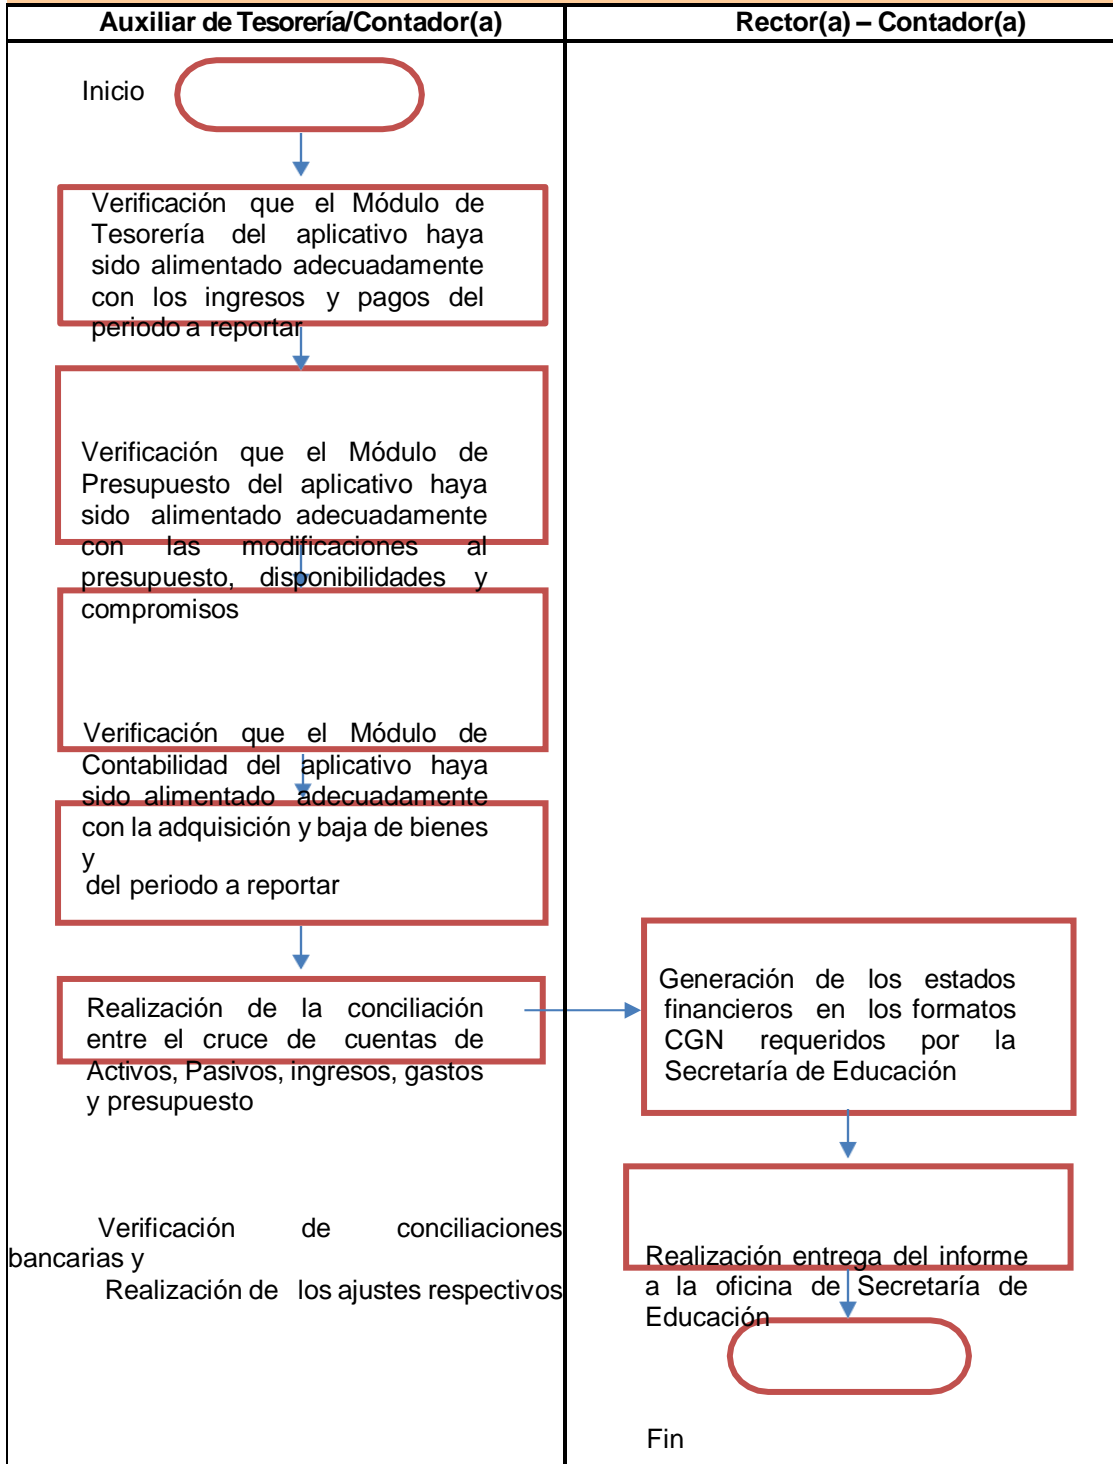 Auxiliar de Tesorería/Contador(a)
Rector(a) – Contador(a)
Inicio
Verificación que el Módulo de
Tesorería del aplicativo haya
sido alimentado adecuadamente
con los ingresos y pagos del
periodo a reportar
Verificación que el Módulo de
Presupuesto del aplicativo haya
sido alimentado adecuadamente
con las modificaciones al
presupuesto, disponibilidades y
compromisos
Verificación que el Módulo de
Contabilidad del aplicativo haya
sido alimentado adecuadamente
con la adquisición y baja de bienes
y
del periodo a reportar
Realización de la conciliación
entre el cruce de cuentas de
Activos, Pasivos, ingresos, gastos
y presupuesto
Verificación de conciliaciones
bancarias y
Realización de los ajustes respectivos
Generación de los estados
financieros en los formatos
CGN requeridos por la
Secretaría de Educación
Realización entrega del informe
a la oficina de Secretaría de
Educación
Fin